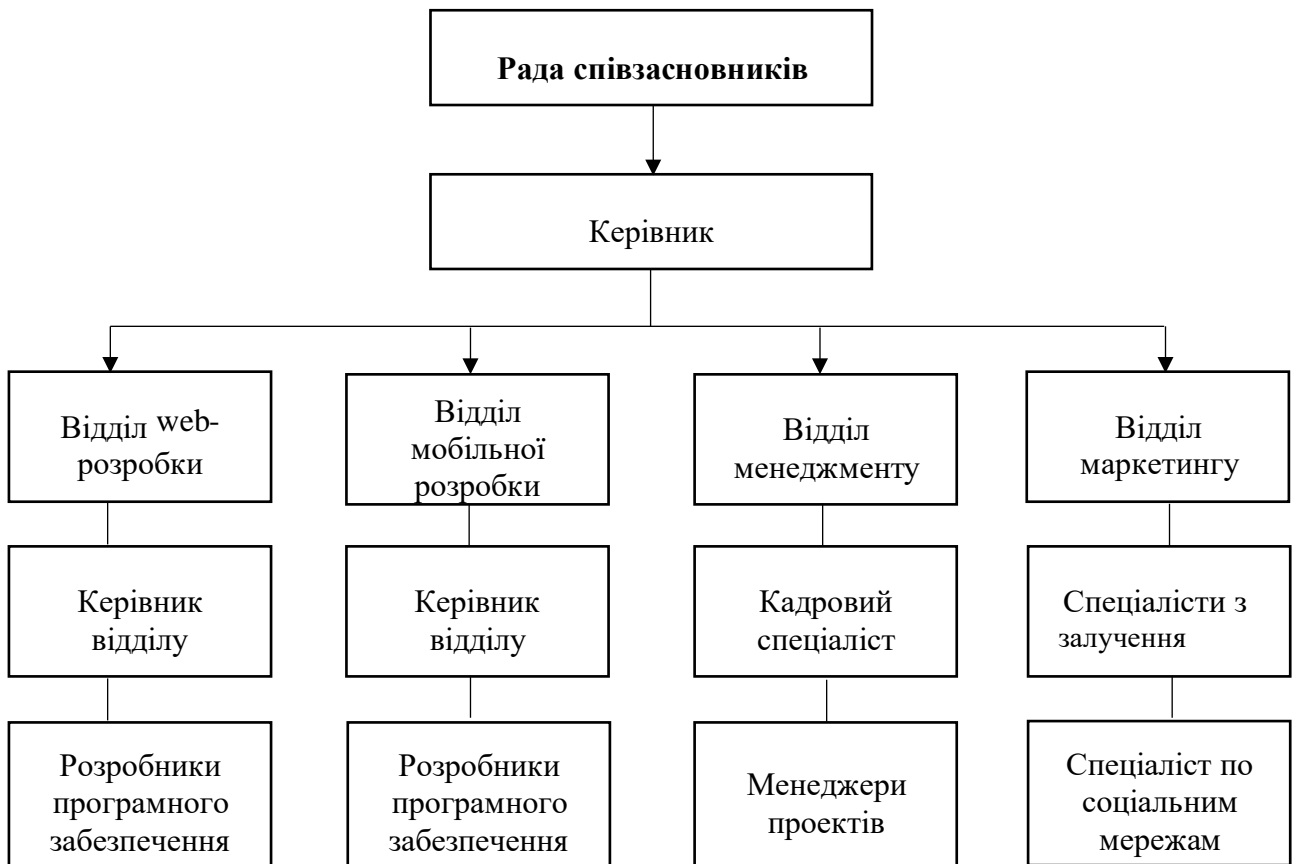 Рада співзасновників
Керівник
Відділ web-
розробки
Відділ
мобільної
розробки
Відділ
менеджменту
Відділ
маркетингу
Керівник
відділу
Керівник
відділу
Кадровий
спеціаліст
Спеціалісти з
залучення
Розробники
програмного
забезпечення
Розробники
програмного
забезпечення
Менеджери
проектів
Спеціаліст по
соціальним
мережам